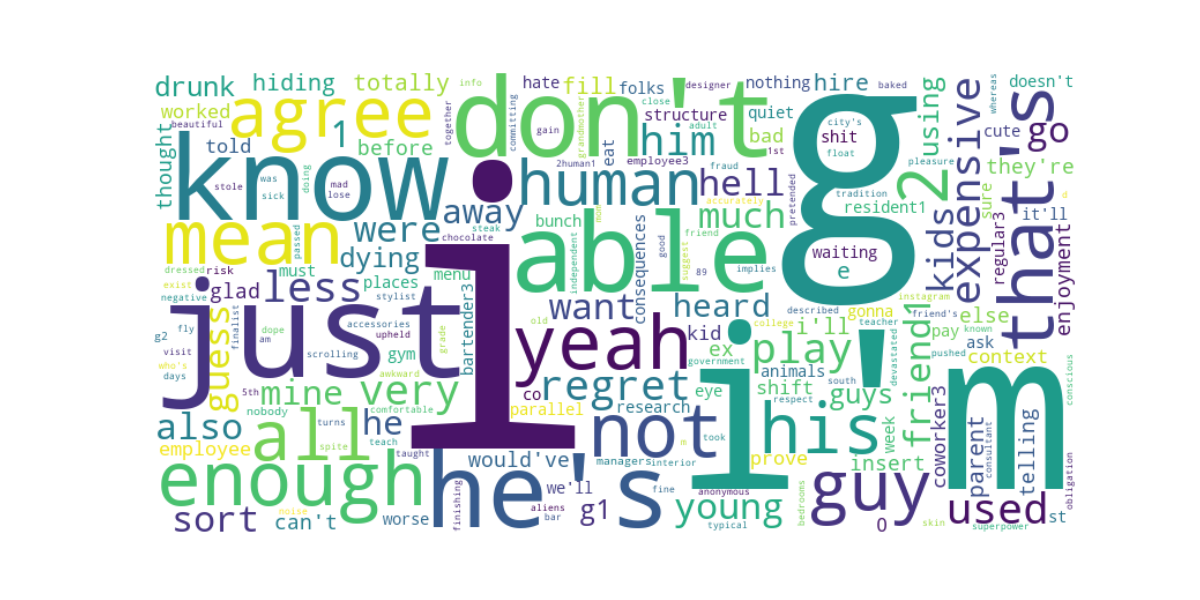 drunk
hiding
totally
info
hate
fill
folks
designer
nothing
hire
baked
whereas
doesn't
worked
beautiful
agree
1
don't
g
using
expensive
that's
go
thought
told
before
together
committing
gain
grandmother
close
structure
adult
quiet
city's
shit
float
cute
they're
know
eat
him
bad
1st
2human1
employee3
fraud
pleasure
2
sure
stole
was
sick
doing
mad
lose
human
hell
accurately
pretended
tradition
resident1
kids
d
mean
passed
were
away
steak
bunch
much
friend
regular3
it'll
enjoyment
dying
chocolate
able
independent
consequences
good
suggest
89
implies
waiting
e
dressed
risk
exist
negative
glad
must
less
places
menu
stylist
i
want
heard
instagram
friend's
else
just
guess
finalist
fly
g2
visit
who's
days
dope
am
accessories
upheld
scrolling
gym
grade
bartender3
old
yeah
kid
college
described
i'll
teacher
gonna
pay
known
ask
ex
government
play
devastated
pushed
context
conscious
5th
awkward
mine
very
co
regret
eye
animals
shift
south
guys
friend1
nobody
comfortable
parallel
research
i'm
respect
also
all
turns
teach
he
not
took
his
week
coworker3
parent
consultant
telling
employee
spite
taught
would've
managers
interior
prove
insert
obligation
enough
finishing
he's
we'll
fine
anonymous
guy
bedrooms
sort
noise
can't
worse
aliens
bar
g1
young
typical
0
skin
used
superpower
st